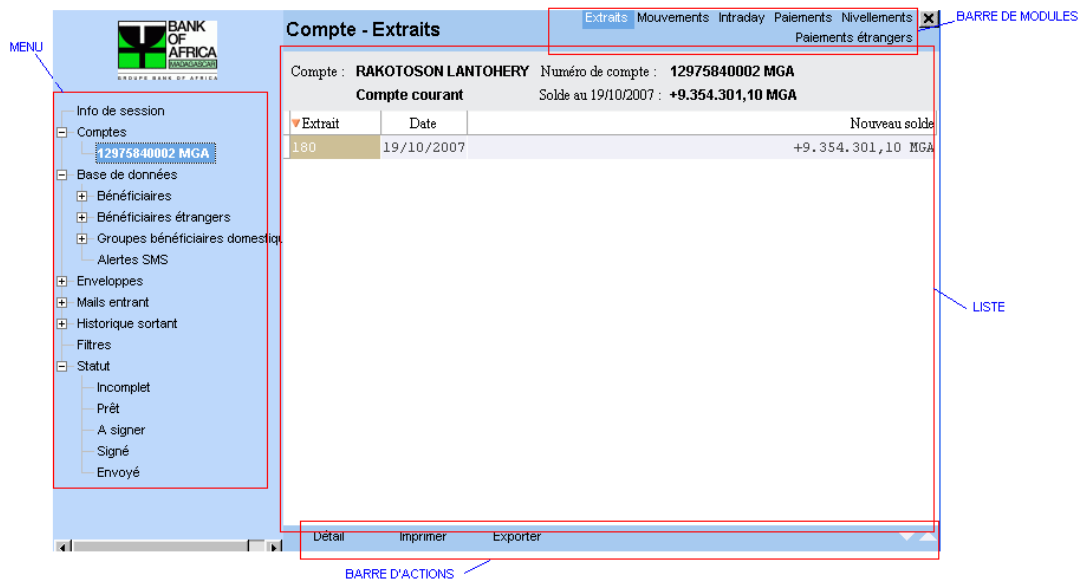 BANK
OF
AFRICA
MADAGASCAR
GROUPE BANK OF AFRICA
MENU
Compte - Extraits
Extraits Mouvements Intraday Paiements Nivellements
Paiements étrangers
BARRE DE MODULES
Compte : RAKOTOSON LANTOHERY Numéro de compte : 12975840002 MGA
Compte courant Solde au 19/10/2007 : +9.354.301,10 MGA
Extrait Date Nouveau solde
180 19/10/2007 +9.354.301,10 MGA
Info de session
Comptes
12975840002 MGA
Base de données
Bénéficiaires
Bénéficiaires étrangers
Groupes bénéficiaires domestiqu
Alertes SMS
Enveloppes
Mails entrant
Historique sortant
Filtres
Statut
Incomplet
Prêt
A signer
Signé
Envoyé
LISTE
Détail Imprimer Exporter
BARRE D'ACTIONS